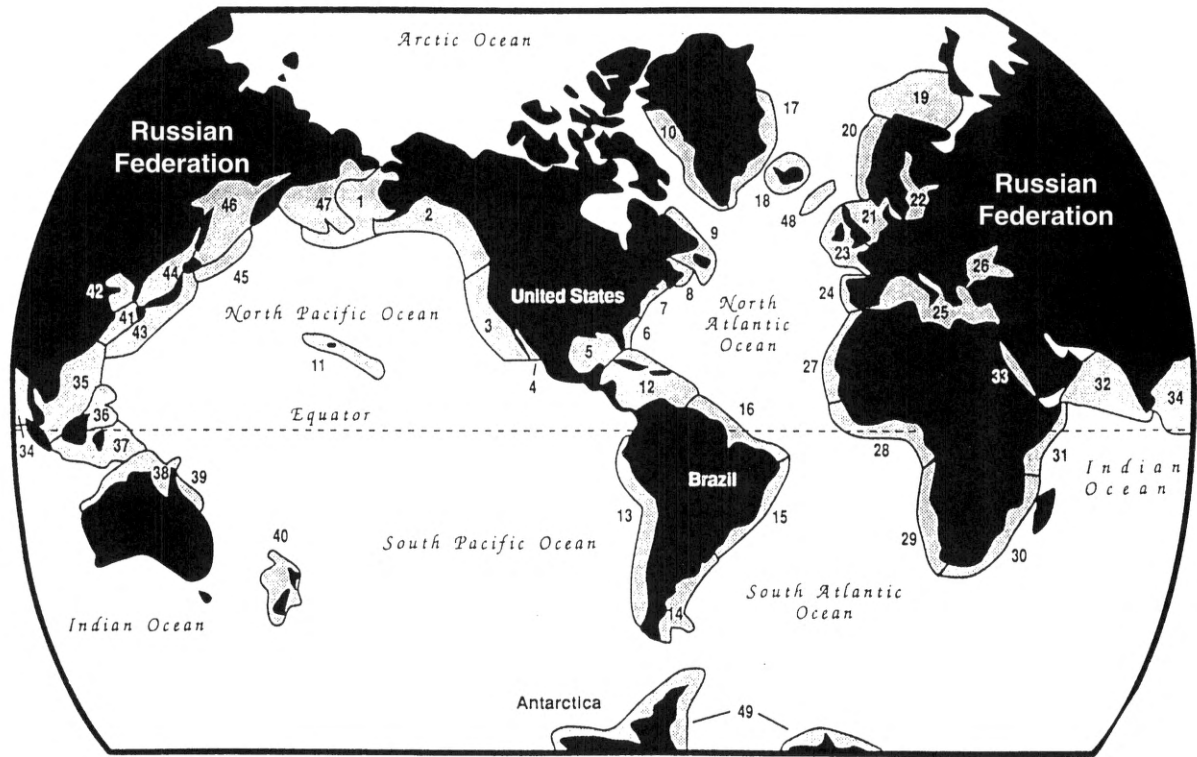 Arctic Ocean
Russian
Federation
Russian
Federation
United States
North Pacific Ocean
North
Atlantic
Ocean
Equator
Brazil
Indian
Ocean
South Pacific Ocean
South Atlantic
Ocean
Indian Ocean
Antarctica
1
2
3
4
5
6
7
8
9
10
11
12
13
14
15
16
17
18
19
20
21
22
23
24
25
26
27
28
29
30
31
32
33
34
34
35
36
37
38
39
40
41
42
43
44
45
46
47
48
49